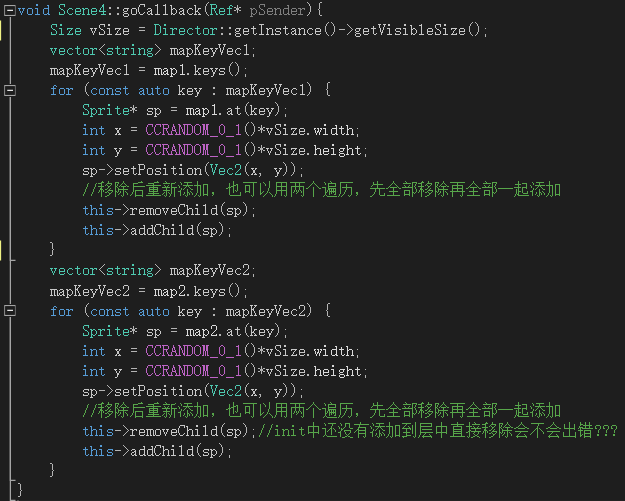 void Scene4::goCallback(Ref* pSender){
Size vSize = Director::getInstance()->getVisibleSize();
vector<string> mapKeyVec1;
mapKeyVec1 = map1.keys();
for (const auto key : mapKeyVec1) {
Sprite* sp = map1.at(key);
int x = CCRANDOM_0_1()*vSize.width;
int y = CCRANDOM_0_1()*vSize.height;
sp->setPosition(Vec2(x, y));
//移除后重新添加，也可以用两个遍历，先全部移除再全部一起添加
this->removeChild(sp);
this->addChild(sp);
}
vector<string> mapKeyVec2;
mapKeyVec2 = map2.keys();
for (const auto key : mapKeyVec2) {
Sprite* sp = map2.at(key);
int x = CCRANDOM_0_1()*vSize.width;
int y = CCRANDOM_0_1()*vSize.height;
sp->setPosition(Vec2(x, y));
//移除后重新添加，也可以用两个遍历，先全部移除再全部一起添加
this->removeChild(sp);//init中还没有添加到层中直接移除会不会出错???
this->addChild(sp);
}
}